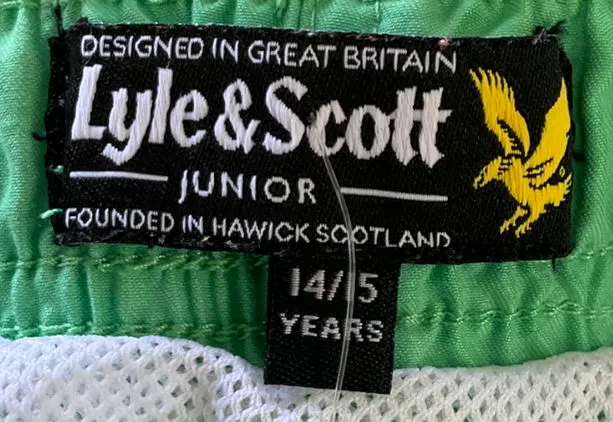 DESIGNED IN GREAT BRITAIN
Lyle&Scott
JUNIOR
FOUNDED IN HAWICK SCOTLAND
14/15
YEARS